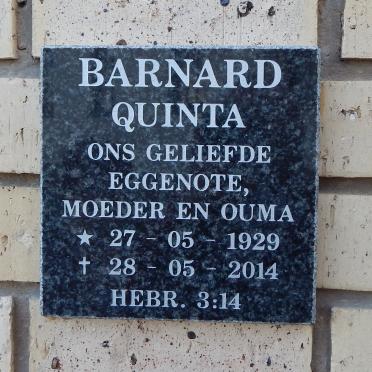 BARNARD
QUINTA
ONS GELIEFDE
EGGENOTE,
MOEDER EN OUMA
★ 27 - 05 - 1929
† 28 - 05 - 2014
HEBR. 3:14